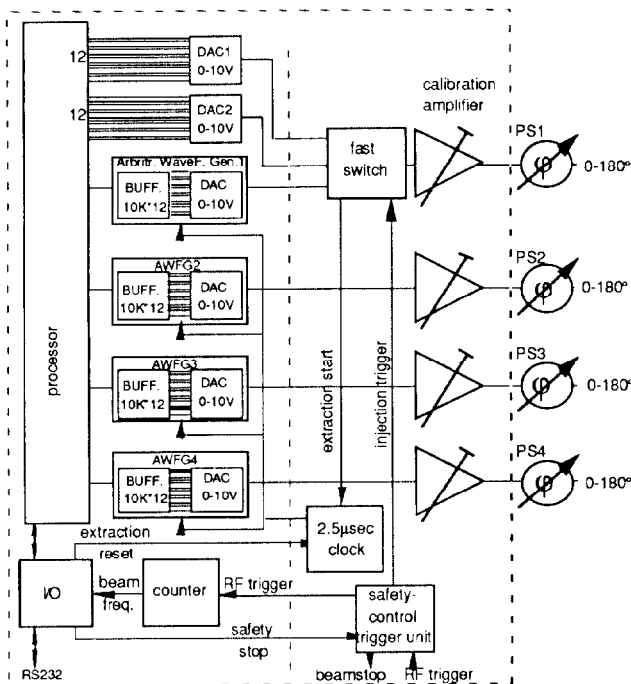 12
DAC1
0-10V
12
DAC2
0-10V
Arbitr. WaveF. Gen.1
BUFF.
10K*12
DAC
0-10V
AWFG2
BUFF.
10K*12
DAC
0-10V
AWFG3
BUFF.
10K*12
DAC
0-10V
AWFG4
BUFF.
10K*12
DAC
0-10V
processor
fast
switch
calibration
amplifier
PS1
φ
0-180°
PS2
φ
0-180°
PS3
φ
0-180°
PS4
φ
0-180°
extraction start
injection trigger
extraction
reset
2.5µsec
clock
I/O
beam
freq.
counter
RF trigger
safety-
control
trigger unit
safety
stop
RS232
beamstop
RF trigger